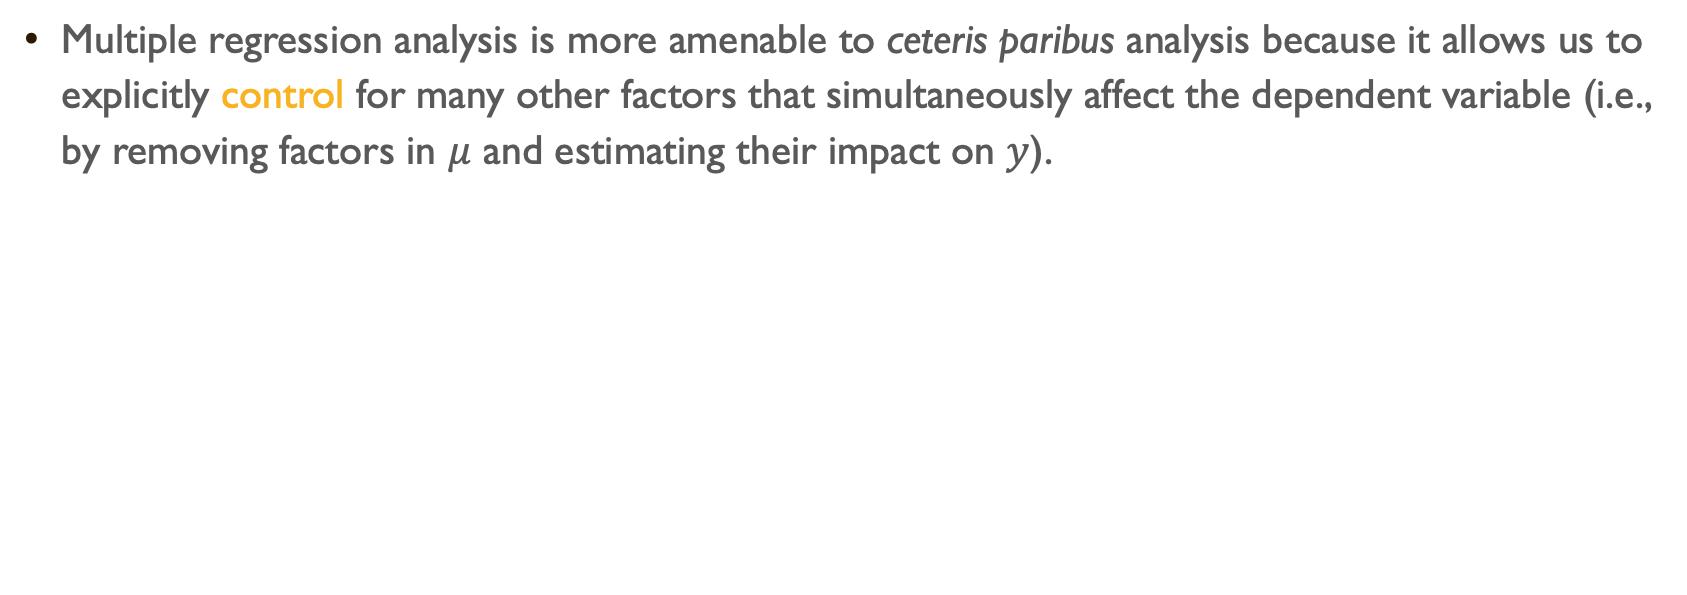 • Multiple regression analysis is more amenable to ceteris paribus analysis because it allows us to
explicitly control for many other factors that simultaneously affect the dependent variable (i.e.,
by removing factors in μ and estimating their impact on y).